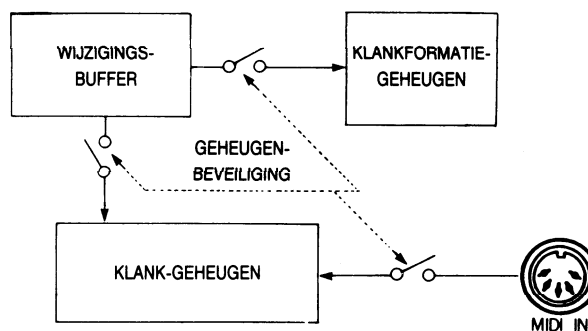 WIJZIGINGS-
BUFFER
KLANKFORMATIE-
GEHEUGEN
GEHEUGEN-
BEVEILIGING
KLANK-GEHEUGEN
MIDI IN